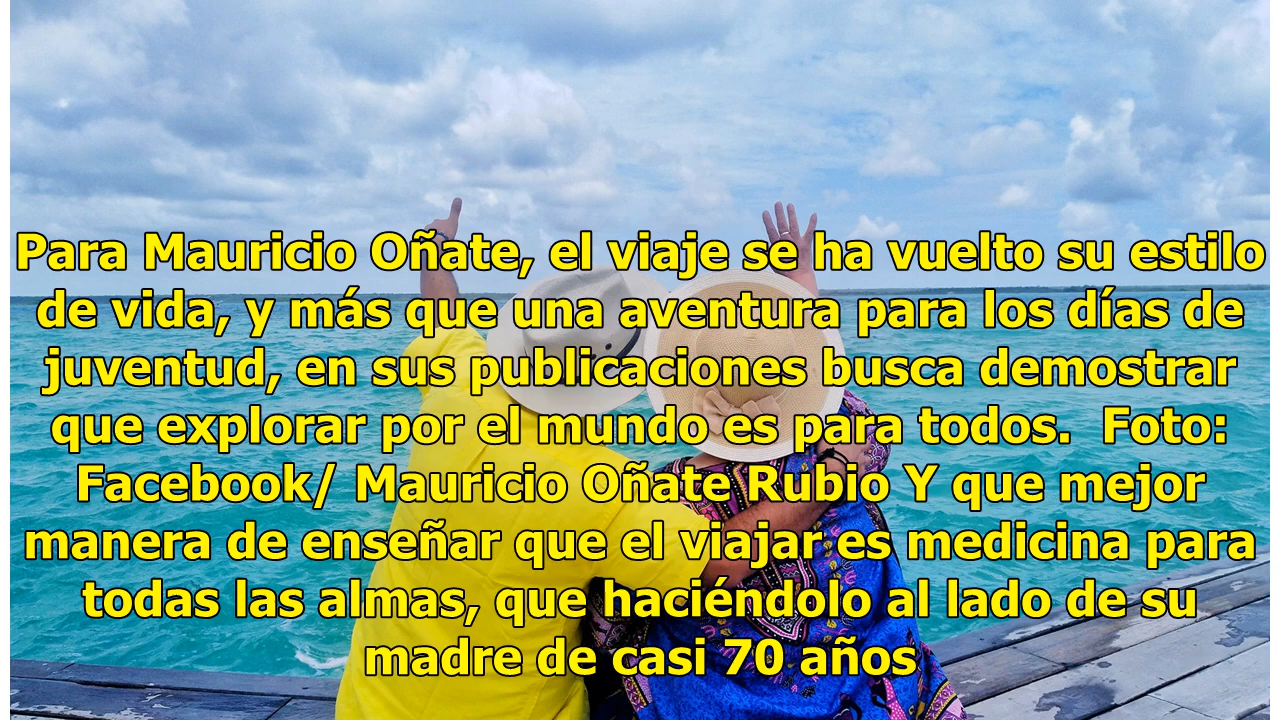 Para Mauricio Oñate, el viaje se ha vuelto su estilo
de vida, y más que una aventura para los días de
juventud, en sus publicaciones busca demostrar
que explorar por el mundo es para todos.  Foto:
Facebook/ Mauricio Oñate Rubio Y que mejor
manera de enseñar que el viajar es medicina para
todas las almas, que haciéndolo al lado de su
madre de casi 70 años